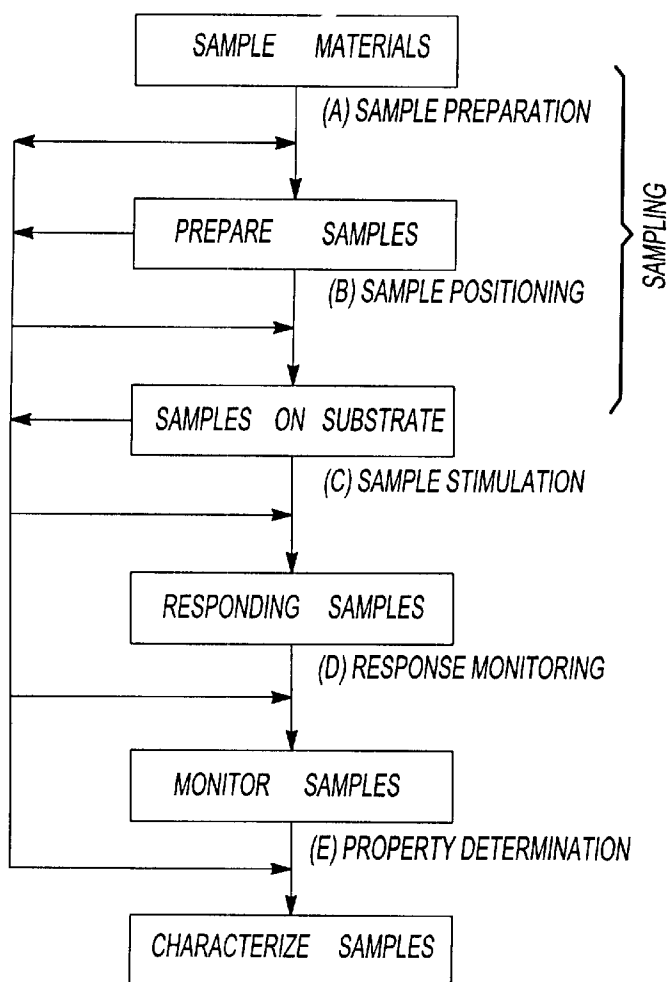 SAMPLE MATERIALS
(A) SAMPLE PREPARATION
PREPARE SAMPLES
(B) SAMPLE POSITIONING
SAMPLING
SAMPLES ON SUBSTRATE
(C) SAMPLE STIMULATION
RESPONDING SAMPLES
(D) RESPONSE MONITORING
MONITOR SAMPLES
(E) PROPERTY DETERMINATION
CHARACTERIZE SAMPLES